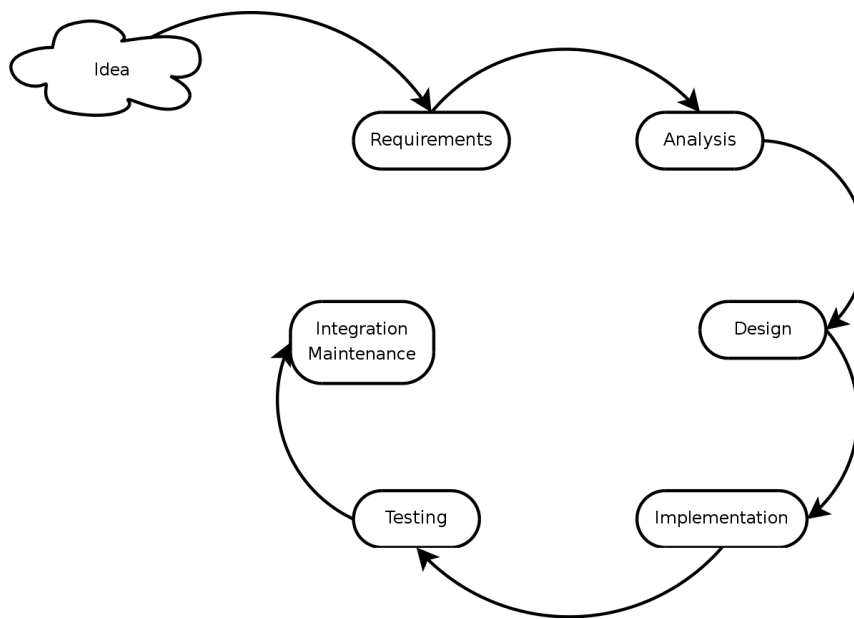 Idea
Requirements
Analysis
Design
Implementation
Testing
Integration
Maintenance